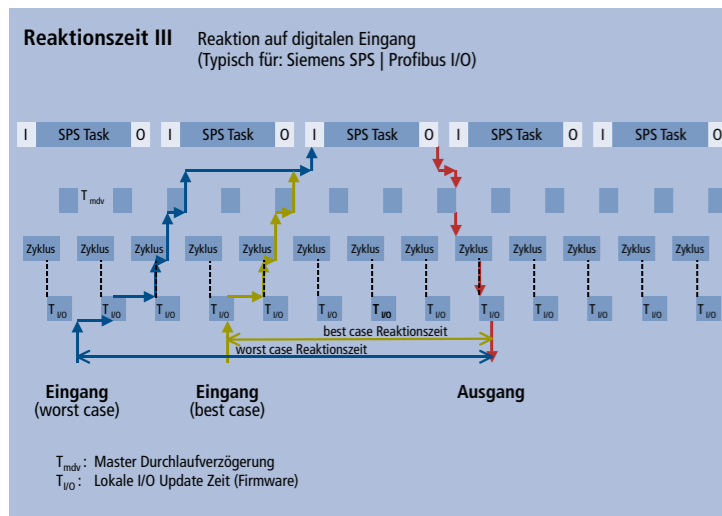 Reaktionszeit III
Reaktion auf digitalen Eingang
(Typisch für: Siemens SPS | Profibus I/O)
I SPS Task O I SPS Task O I SPS Task O I SPS Task O I SPS Task O
Tmdv
Zyklus Zyklus Zyklus Zyklus Zyklus Zyklus Zyklus Zyklus Zyklus Zyklus Zyklus Zyklus Zyklus
TI/O TI/O TI/O TI/O TI/O TI/O TI/O TI/O TI/O TI/O TI/O TI/O TI/O
best case Reaktionszeit
worst case Reaktionszeit
Eingang Eingang Ausgang
(worst case) (best case)
Tmdv: Master Durchlaufverzögerung
TI/O: Lokale I/O Update Zeit (Firmware)